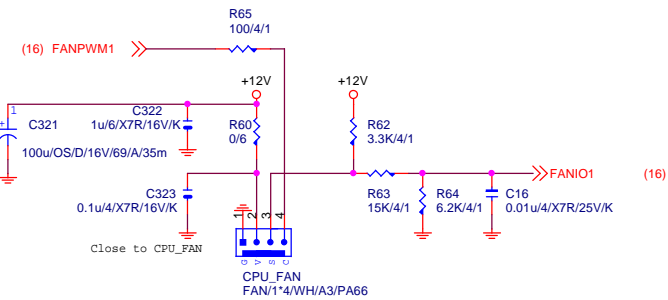 R65
100/4/1
(16) FANPWM1
+12V
+12V
1
C322
1u/6/X7R/16V/K
C321
R60
0/6
R62
3.3K/4/1
100u/OS/D/16V/69/A/35m
FANIO1 (16)
C323
0.1u/4/X7R/16V/K
R63
15K/4/1
R64
6.2K/4/1
C16
0.01u/4/X7R/25V/K
1 2 3 4
Close to CPU_FAN
G V S C
CPU_FAN
FAN/1*4/WH/A3/PA66